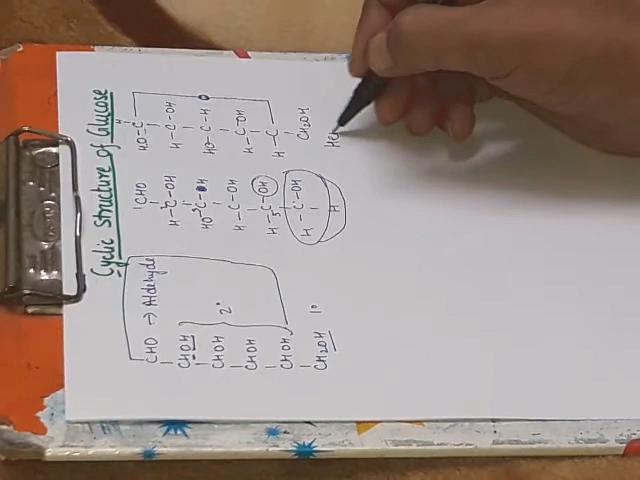 Cyclic Structure of Glucose
CHO → Aldehyde
CHOH
CHOH
CHOH
CHOH
CH2OH
2°
1°
CHO
H-C-OH
HO-C-OH
H-C-OH
H-C-OH
H-C-OH
H
H
HO-C
H-C-OH
HO-C-H
O
H-C-OH
H-C
CH2OH